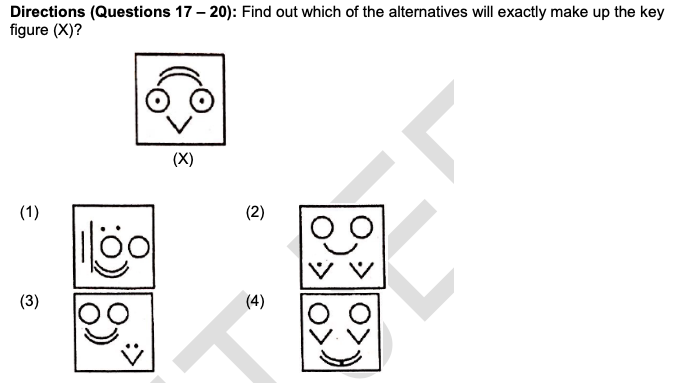 Directions (Questions 17 – 20): Find out which of the alternatives will exactly make up the key
figure (X)?
(X)
(1)
(2)
(3)
(4)